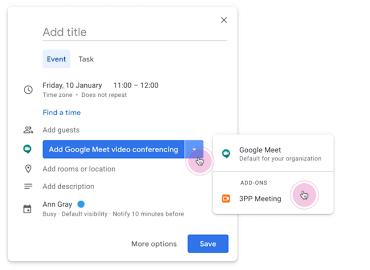 Add title
Event Task
Friday, 10 January 11:00 – 12:00
Time zone • Does not repeat
Find a time
Add guests
Add Google Meet video conferencing
Add rooms or location
Add description
Ann Gray
Busy · Default visibility · Notify 10 minutes before
More options Save
Google Meet
Default for your organization
ADD-ONS
3PP Meeting